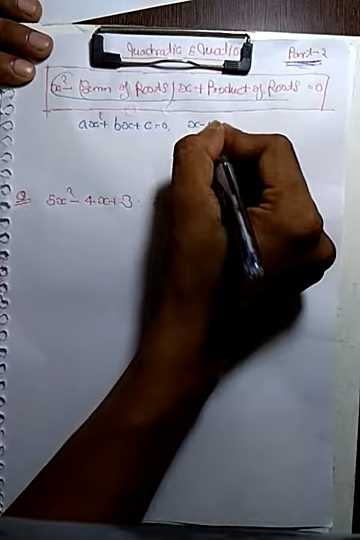 Quadratic Equation
Part-2
x² - (Sum of Roots) x + Product of Roots = 0
ax² + bx + c = 0, x =
Q 5x² - 4x + 3 =